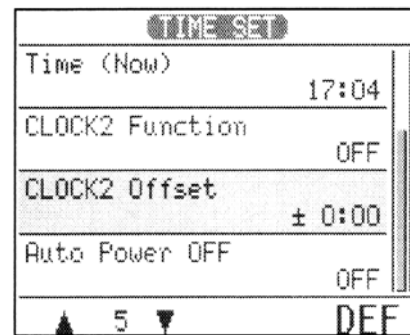 TIME SET
Time (Now)
17:04
CLOCK2 Function
OFF
CLOCK2 Offset
± 0:00
Auto Power OFF
OFF
▲ 5 ▼ DEF